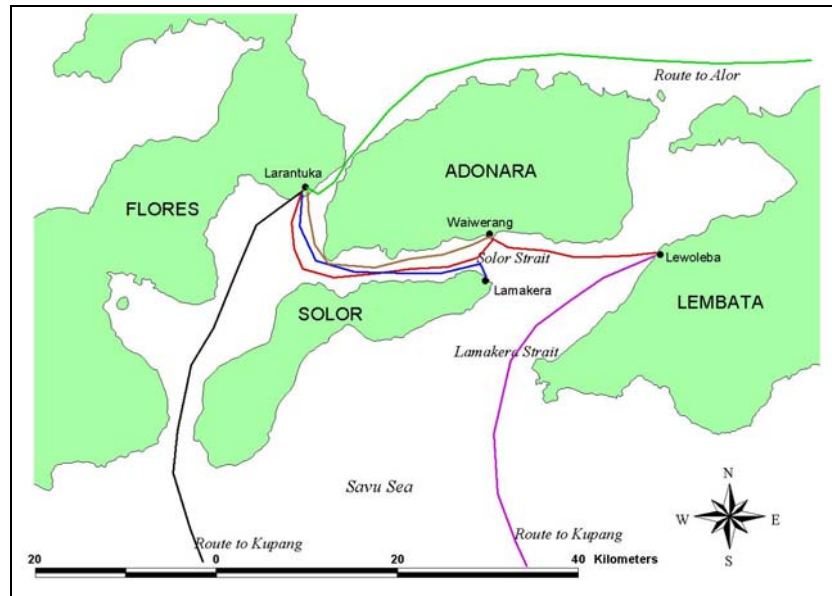 Route to Alor
Larantuka
ADONARA
FLORES
Waiwerang
Solor Strait
Lewoleba
Lamakera
SOLOR
LEMBATA
Lamakera Strait
Savu Sea
N
W E
S
Route to Kupang
Route to Kupang
20 0 20 40 Kilometers